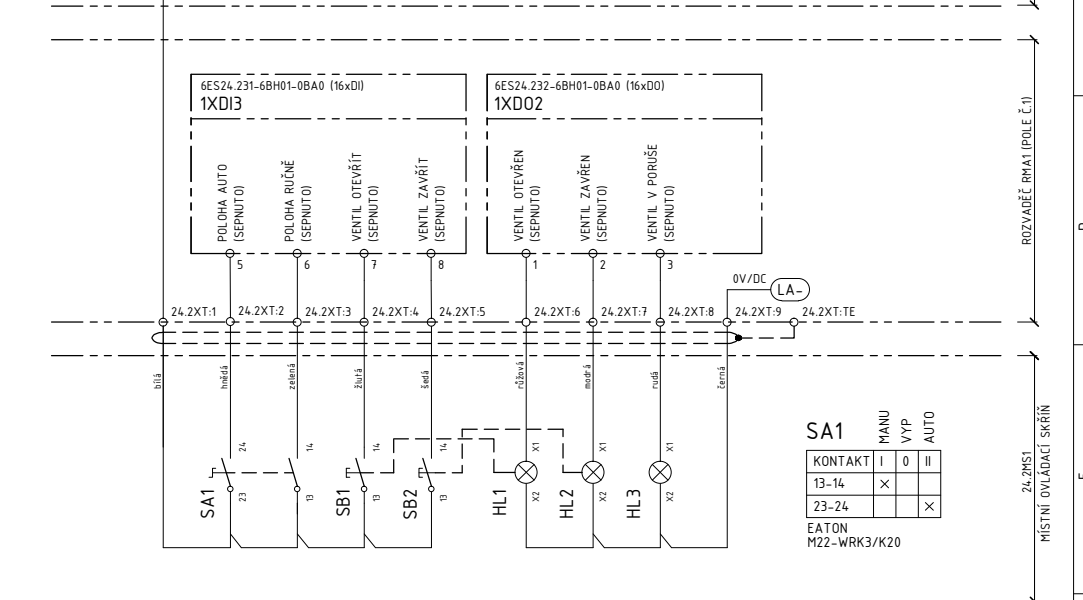 6ES24.231-6BH01-0BA0 (16xDI)
1XDI3
6ES24.232-6BH01-0BA0 (16xDO)
1XDO2
POLOHA AUTO
(SEPNUTO)
POLOHA RUČNĚ
(SEPNUTO)
VENTIL OTEVŘÍT
(SEPNUTO)
VENTIL ZAVŘÍT
(SEPNUTO)
VENTIL OTEVŘEN
(SEPNUTO)
VENTIL ZAVŘEN
(SEPNUTO)
VENTIL V PORUŠE
(SEPNUTO)
5
6
7
8
1
2
3
0V/DC
LA-
24.2XT:1
24.2XT:2
24.2XT:3
24.2XT:4
24.2XT:5
24.2XT:6
24.2XT:7
24.2XT:8
24.2XT:9
24.2XT:TE
bílá
hnědá
zelená
žlutá
šedá
růžová
modrá
rudá
černá
24
14
14
14
X1
X1
X1
SA1
SB1
SB2
HL1
HL2
HL3
23
13
13
13
X2
X2
X2
SA1
MANU
VYP
AUTO
KONTAKT I 0 II
13-14 ×
23-24 ×
EATON
M22-WRK3/K20
ROZVADĚČ RMA1 (POLE Č.1)
24.2MS1
MÍSTNÍ OVLÁDACÍ SKŘÍŇ